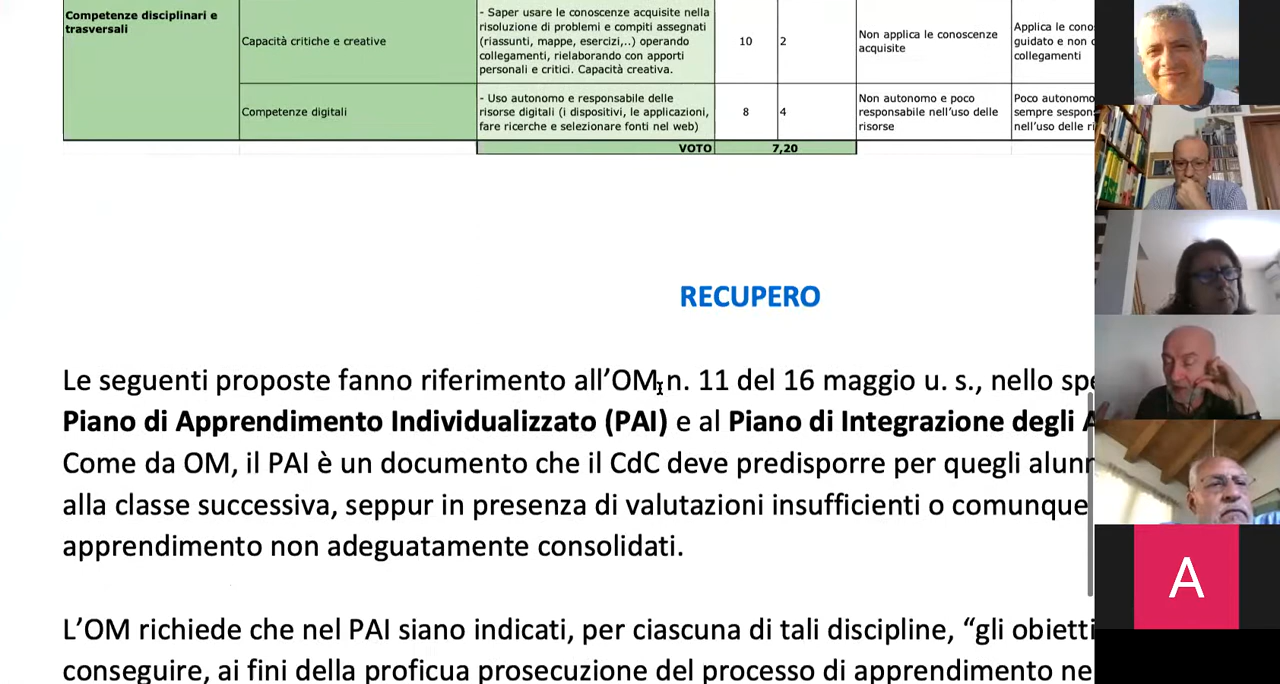 Competenze disciplinari e
trasversali
Capacità critiche e creative
- Saper usare le conoscenze acquisite nella
risoluzione di problemi e compiti assegnati
(riassunti, mappe, esercizi,..) operando
collegamenti, rielaborando con apporti
personali e critici. Capacità creativa.
10
2
Non applica le conoscenze
acquisite
Applica le cono
guidato e non
collegamenti
Competenze digitali
- Uso autonomo e responsabile delle
risorse digitali (i dispositivi, le applicazioni,
fare ricerche e selezionare fonti nel web)
8
4
Non autonomo e poco
responsabile nell'uso delle
risorse
Poco autonomo
sempre sespon
nell'uso delle ri
VOTO
7,20
RECUPERO
Le seguenti proposte fanno riferimento all’OM n. 11 del 16 maggio u. s., nello spe
Piano di Apprendimento Individualizzato (PAI) e al Piano di Integrazione degli A
Come da OM, il PAI è un documento che il CdC deve predisporre per quegli alunn
alla classe successiva, seppur in presenza di valutazioni insufficienti o comunque
apprendimento non adeguatamente consolidati.
L’OM richiede che nel PAI siano indicati, per ciascuna di tali discipline, “gli obietti
conseguire, ai fini della proficua prosecuzione del processo di apprendimento ne
A